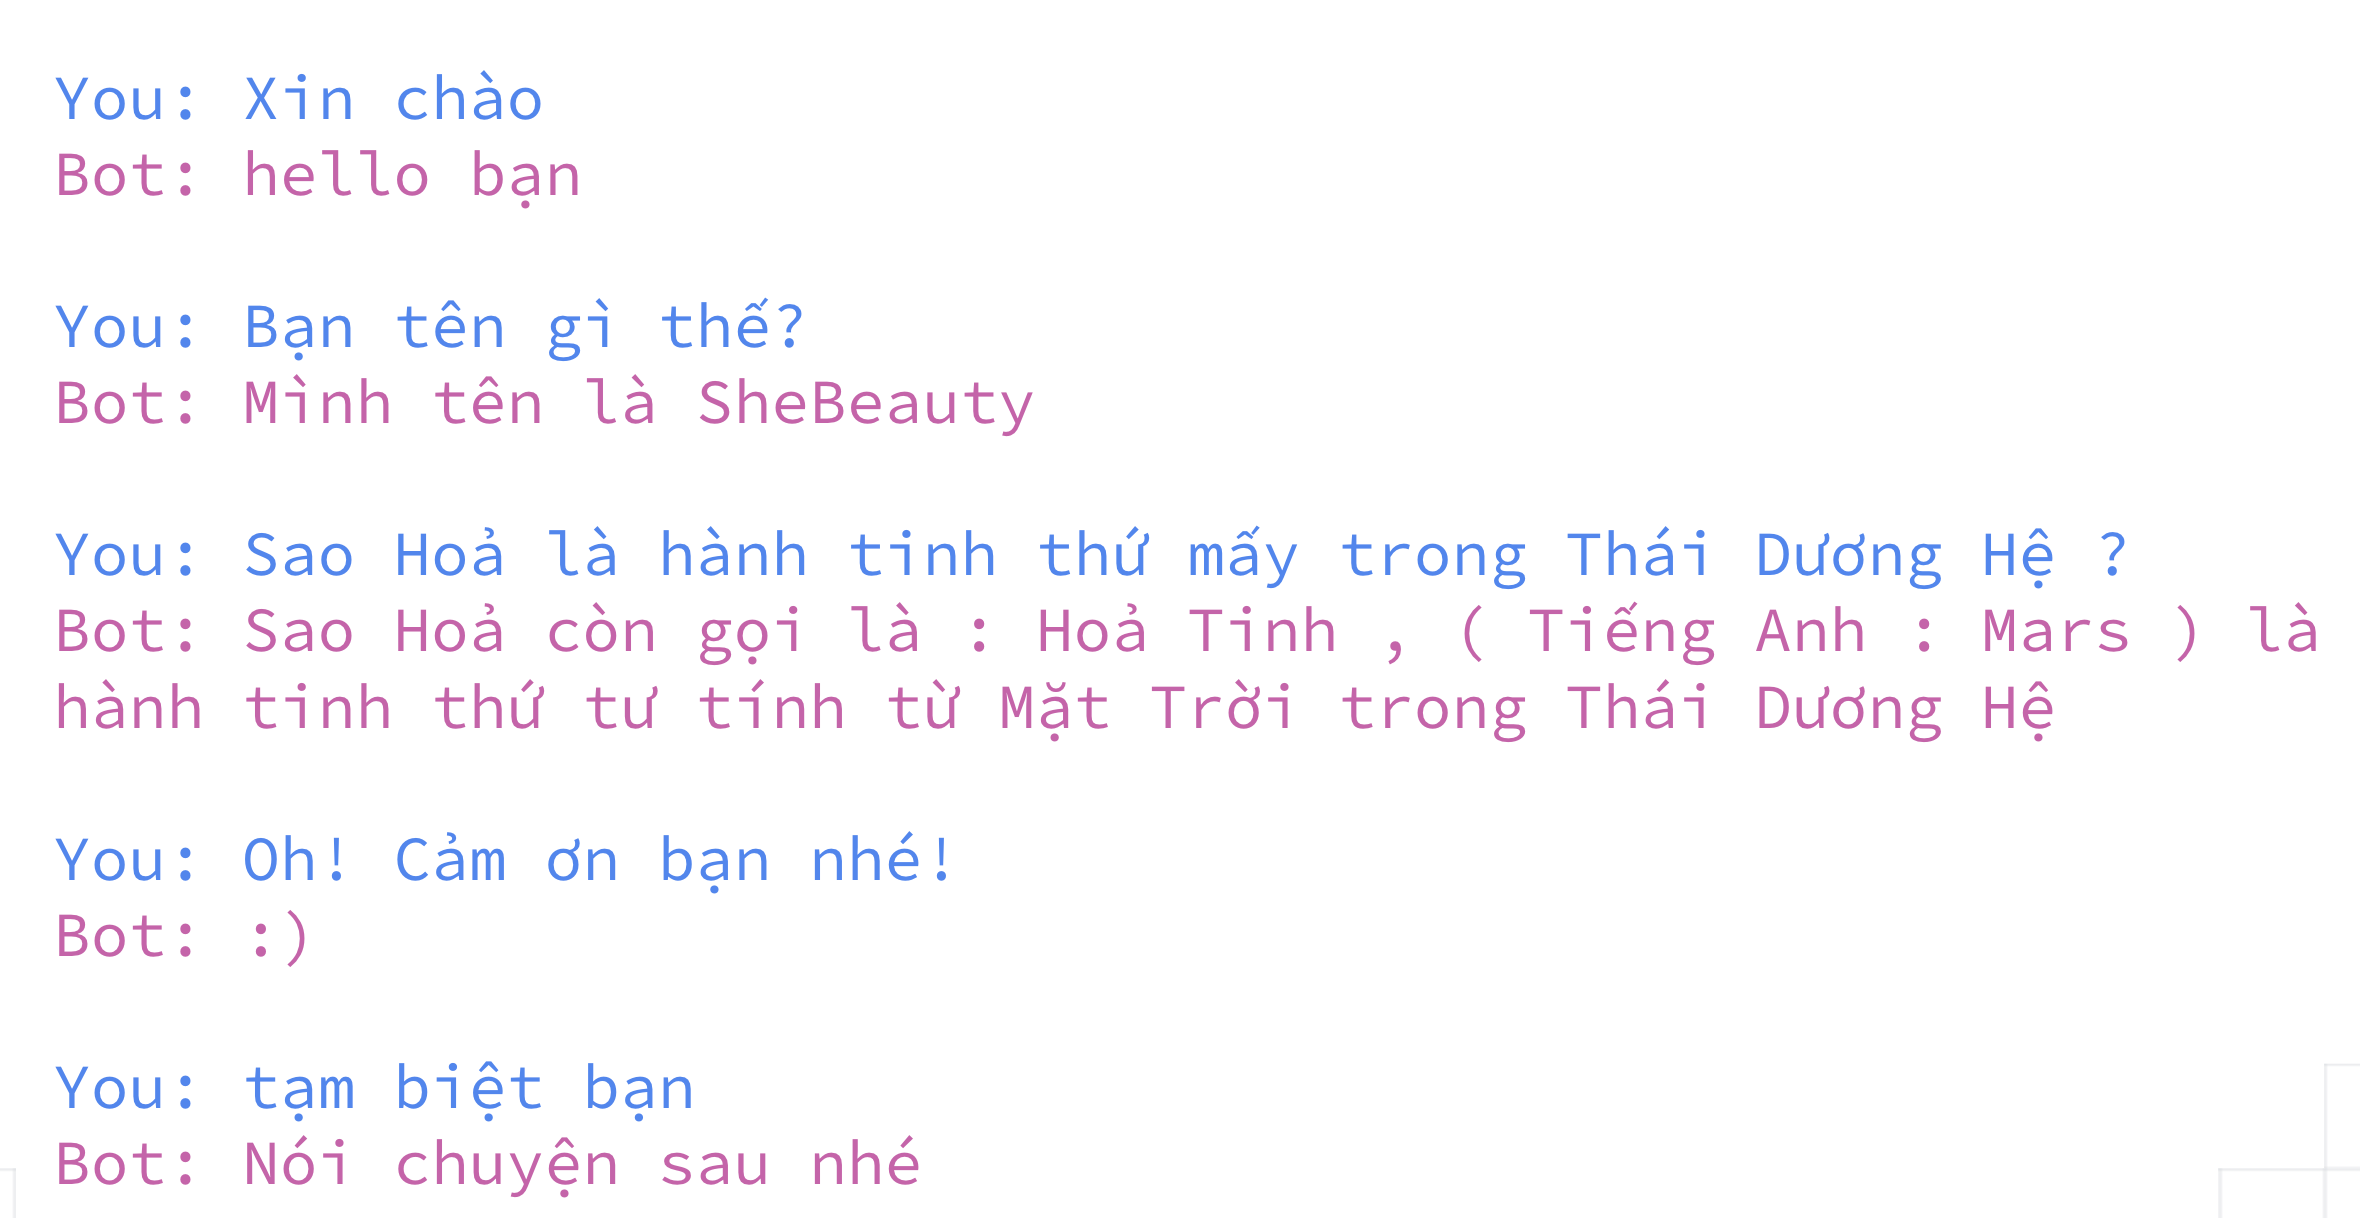 You: Xin chào
Bot: hello bạn
You: Bạn tên gì thế?
Bot: Mình tên là SheBeauty
You: Sao Hoả là hành tinh thứ mấy trong Thái Dương Hệ ?
Bot: Sao Hoả còn gọi là : Hoả Tinh , ( Tiếng Anh : Mars ) là
hành tinh thứ tư tính từ Mặt Trời trong Thái Dương Hệ
You: Oh! Cảm ơn bạn nhé!
Bot: :)
You: tạm biệt bạn
Bot: Nói chuyện sau nhé